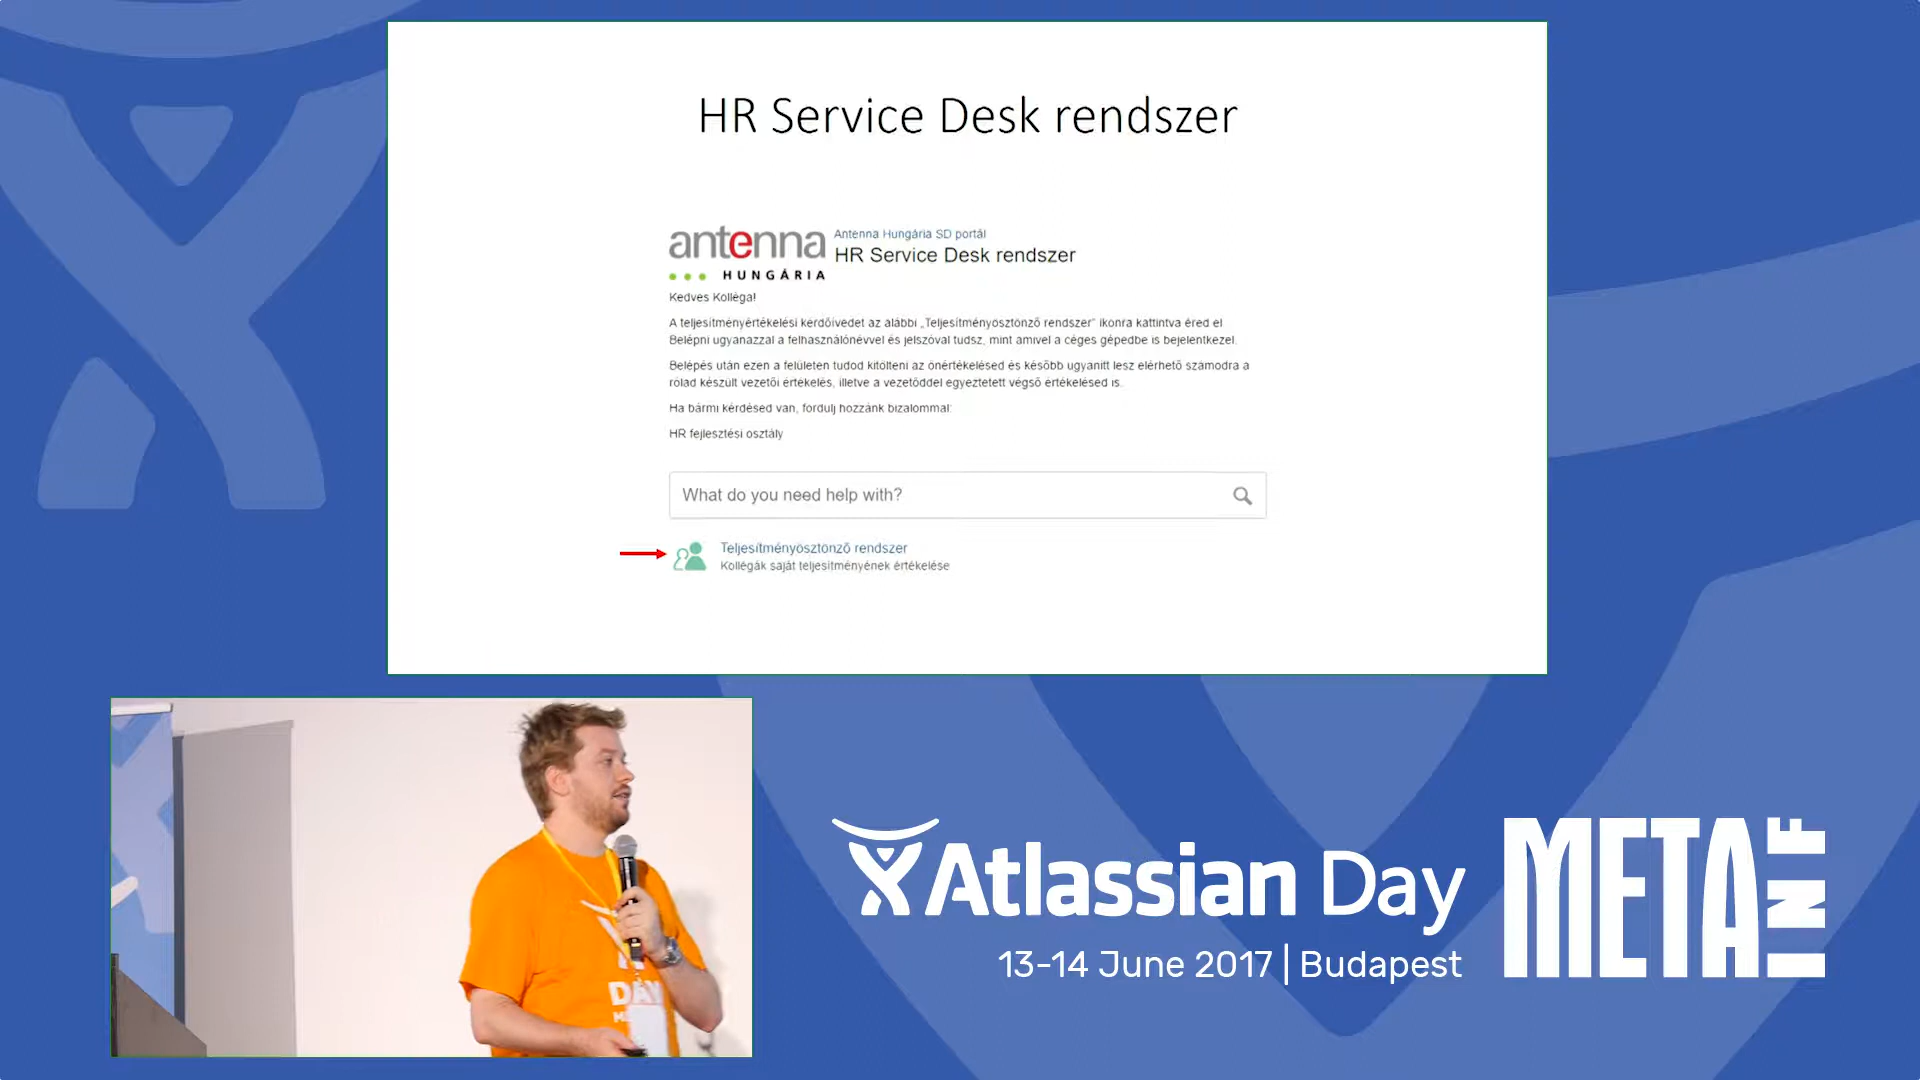 HR Service Desk rendszer
antenna
HUNGÁRIA
Antenna Hungária SD portál
HR Service Desk rendszer
Kedves Kolléga!
A teljesítményértékelési kérdőívedet az alábbi „Teljesítményösztönző rendszer” ikonra kattintva éred el
Belépni ugyanazzal a felhasználónévvel és jelszóval tudsz, mint amivel a céges gépedbe is bejelentkezel.
Belépés után ezen a felületen tudod kitölteni az önértékelésed és később ugyanitt lesz elérhető számodra a
rólad készült vezetői értékelés, illetve a vezetőddel egyeztetett végső értékelésed is.
Ha bármi kérdésed van, fordulj hozzánk bizalommal:
HR fejlesztési osztály
What do you need help with?
Teljesítményösztönző rendszer
Kollégák saját teljesítményének értékelése
DAY
Atlassian Day
13-14 June 2017 | Budapest
META
INF